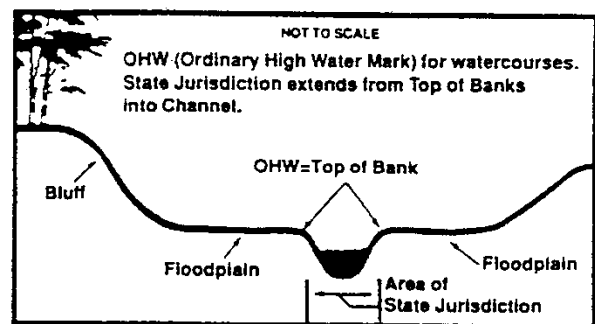 NOT TO SCALE
OHW (Ordinary High Water Mark) for watercourses.
State Jurisdiction extends from Top of Banks
into Channel.
OHW=Top of Bank
Bluff
Floodplain
Floodplain
Area of
State Jurisdiction